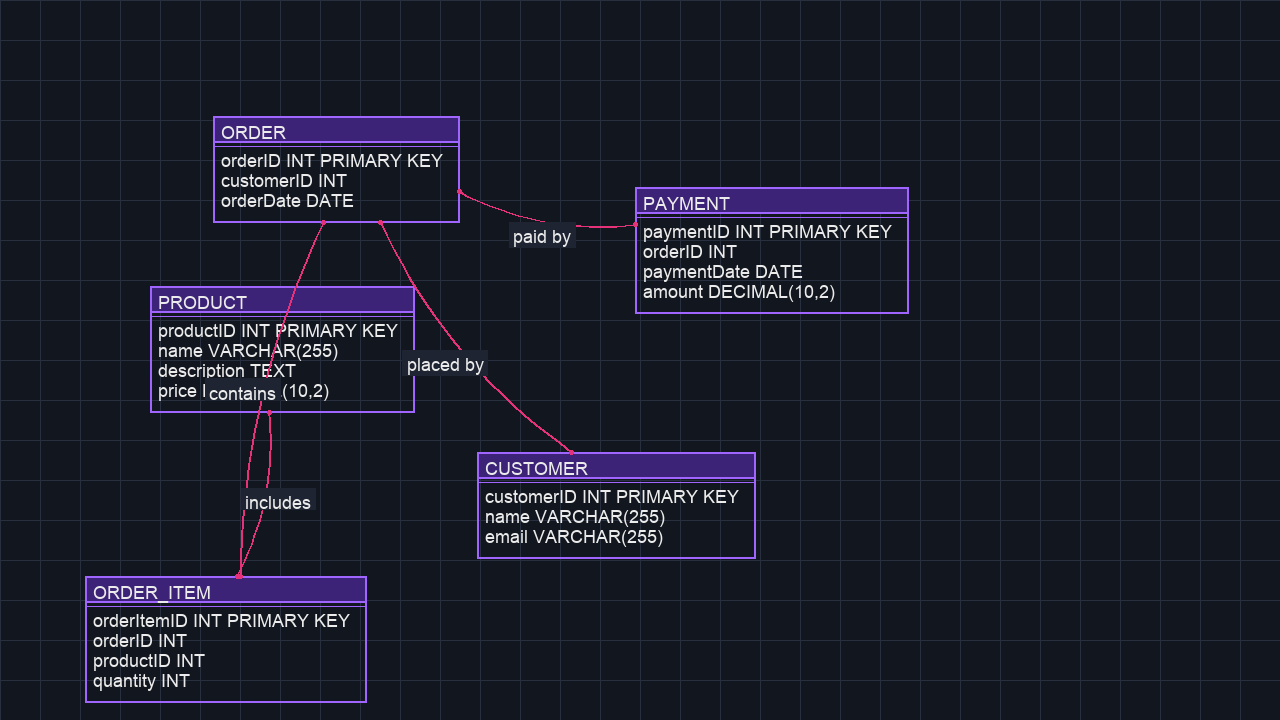 ORDER
orderID INT PRIMARY KEY
customerID INT
orderDate DATE
paid by
PAYMENT
paymentID INT PRIMARY KEY
orderID INT
paymentDate DATE
amount DECIMAL(10,2)
PRODUCT
productID INT PRIMARY KEY
name VARCHAR(255)
description TEXT
price (10,2)
contains
placed by
CUSTOMER
customerID INT PRIMARY KEY
name VARCHAR(255)
email VARCHAR(255)
includes
ORDER_ITEM
orderItemID INT PRIMARY KEY
orderID INT
productID INT
quantity INT